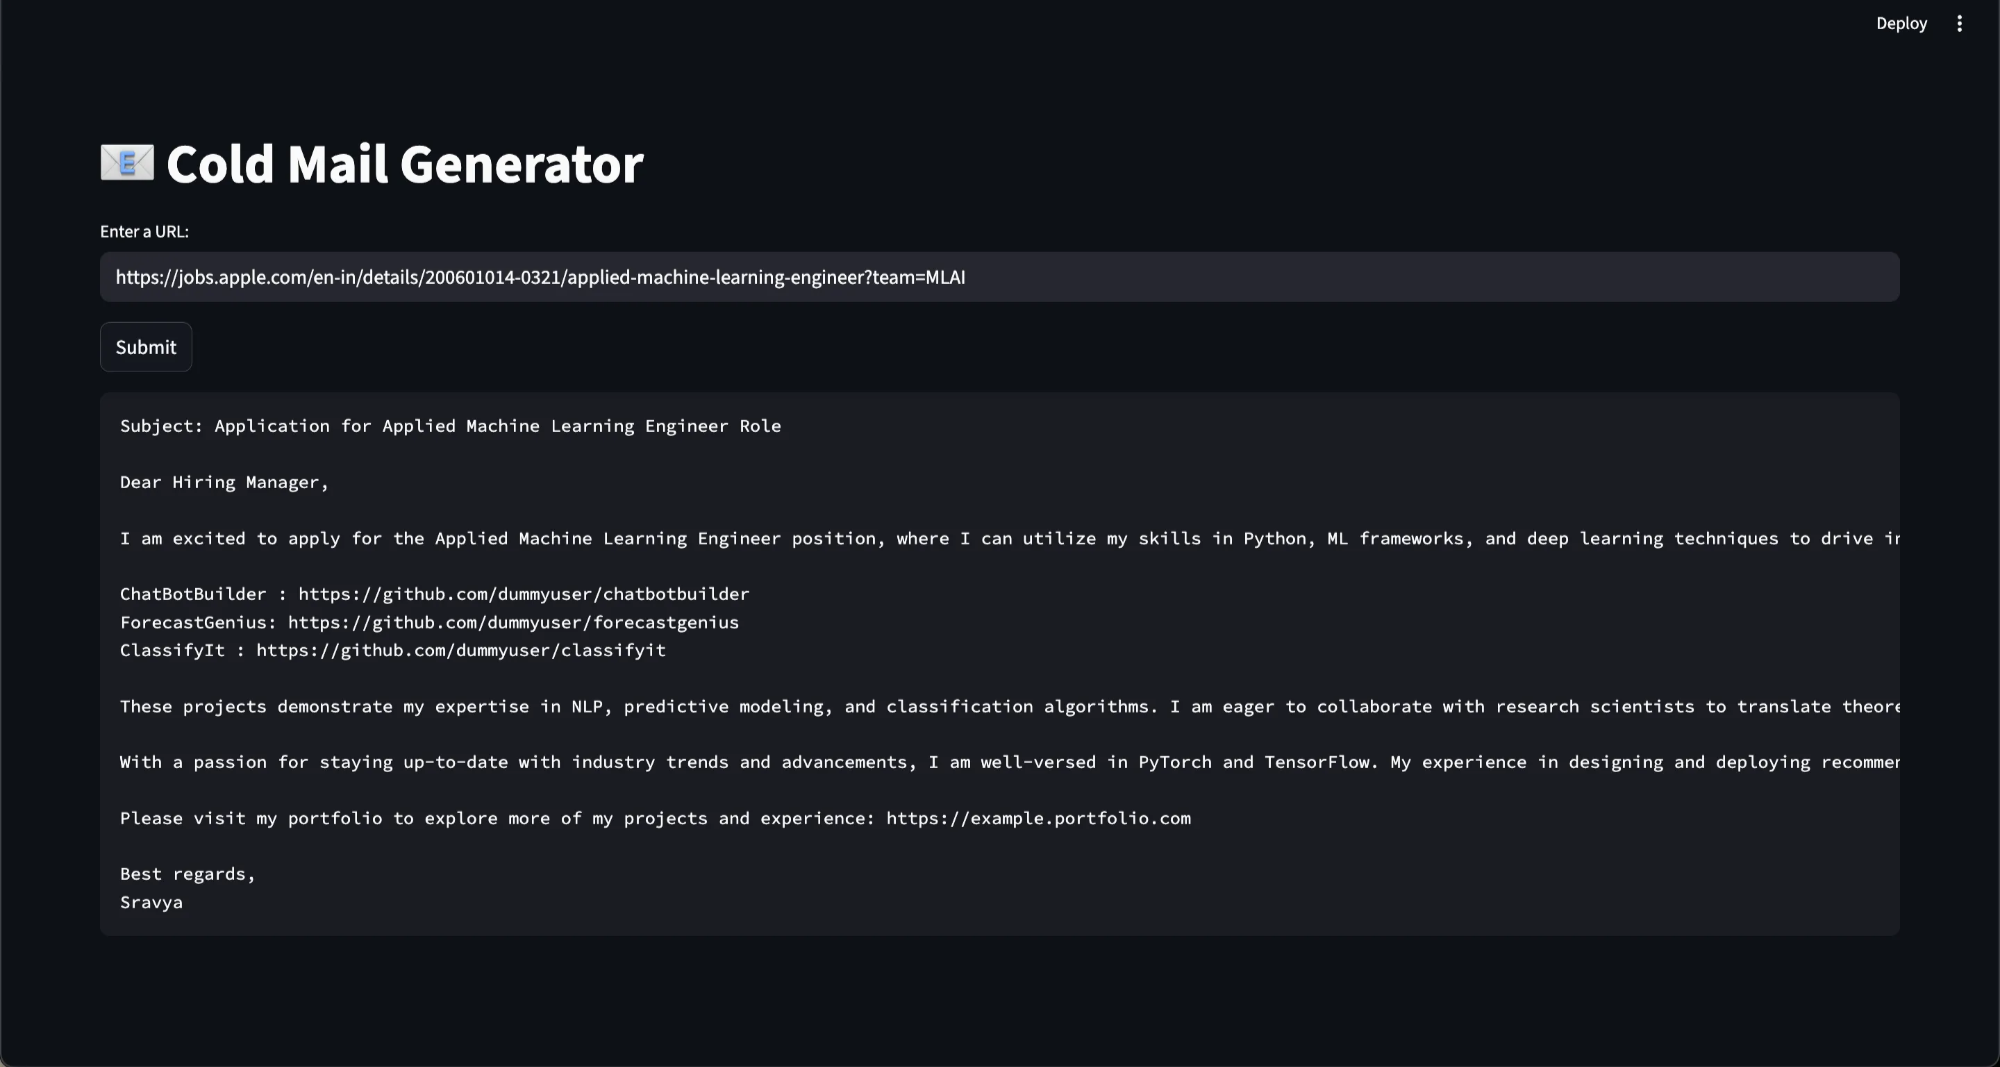 Deploy
Cold Mail Generator
Enter a URL:
https://jobs.apple.com/en-in/details/200601014-0321/applied-machine-learning-engineer?team=MLAI
Submit
Subject: Application for Applied Machine Learning Engineer Role
Dear Hiring Manager,
I am excited to apply for the Applied Machine Learning Engineer position, where I can utilize my skills in Python, ML frameworks, and deep learning techniques to drive
ChatBotBuilder : https://github.com/dummyuser/chatbotbuilder
ForecastGenius: https://github.com/dummyuser/forecastgenius
ClassifyIt : https://github.com/dummyuser/classifyit
These projects demonstrate my expertise in NLP, predictive modeling, and classification algorithms. I am eager to collaborate with research scientists to translate
With a passion for staying up-to-date with industry trends and advancements, I am well-versed in PyTorch and TensorFlow. My experience in designing and deploying
Please visit my portfolio to explore more of my projects and experience: https://example.portfolio.com
Best regards,
Sravya